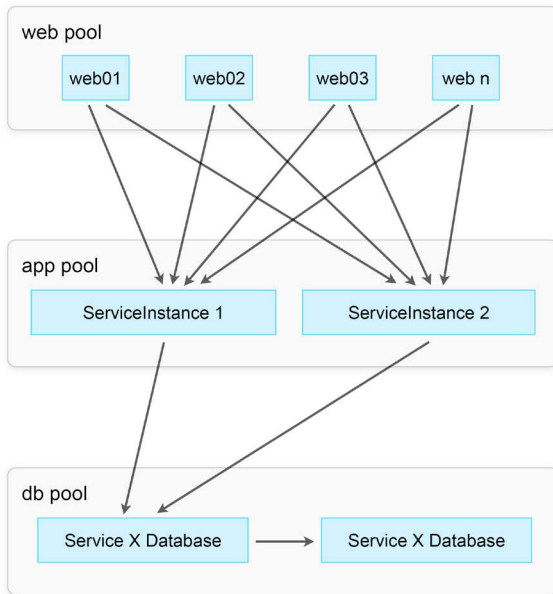 web pool
web01 web02 web03 web n
app pool
ServiceInstance 1 ServiceInstance 2
db pool
Service X Database Service X Database